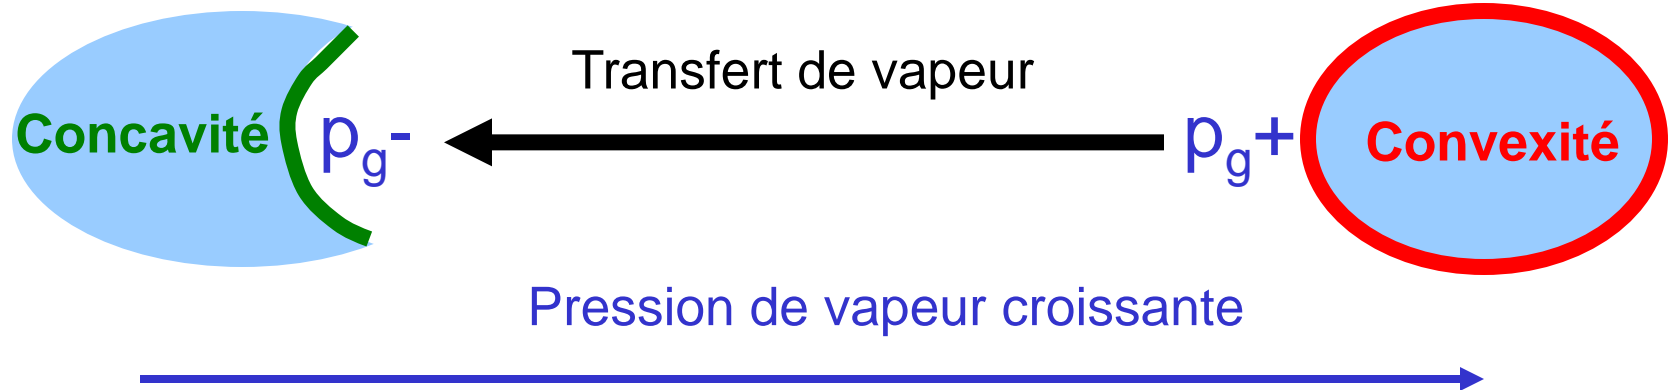 Transfert de vapeur
Concavité pg- pg+ Convexité
Pression de vapeur croissante